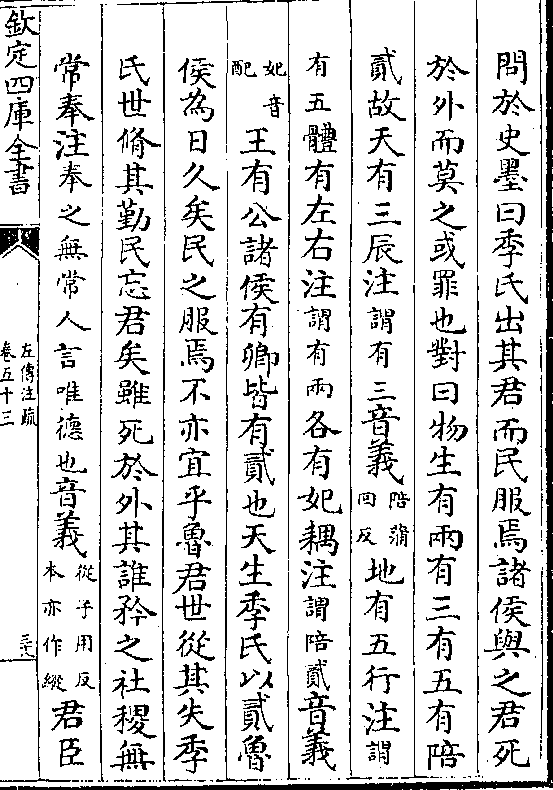 問於史墨曰季氏出其君而民服焉諸侯與之君死
於外而莫之或罪也對曰物生有兩有三有五有陪
貳故天有三辰注謂有三音義陪蒲回反地有五行注謂
有五體有左右注謂有兩各有妃耦注謂陪貳音義
妃音配王有公諸侯有卿皆有貳也天生季氏以貳魯
侯為日久矣民之服焉不亦宜乎魯君世從其失季
氏世脩其勤民忘君矣雖死於外其誰矜之社稷無
常奉注奉之無常人言唯德也音義從子用反本亦作縱君臣
欽定四庫全書
左傳注疏
卷五十三
三十六